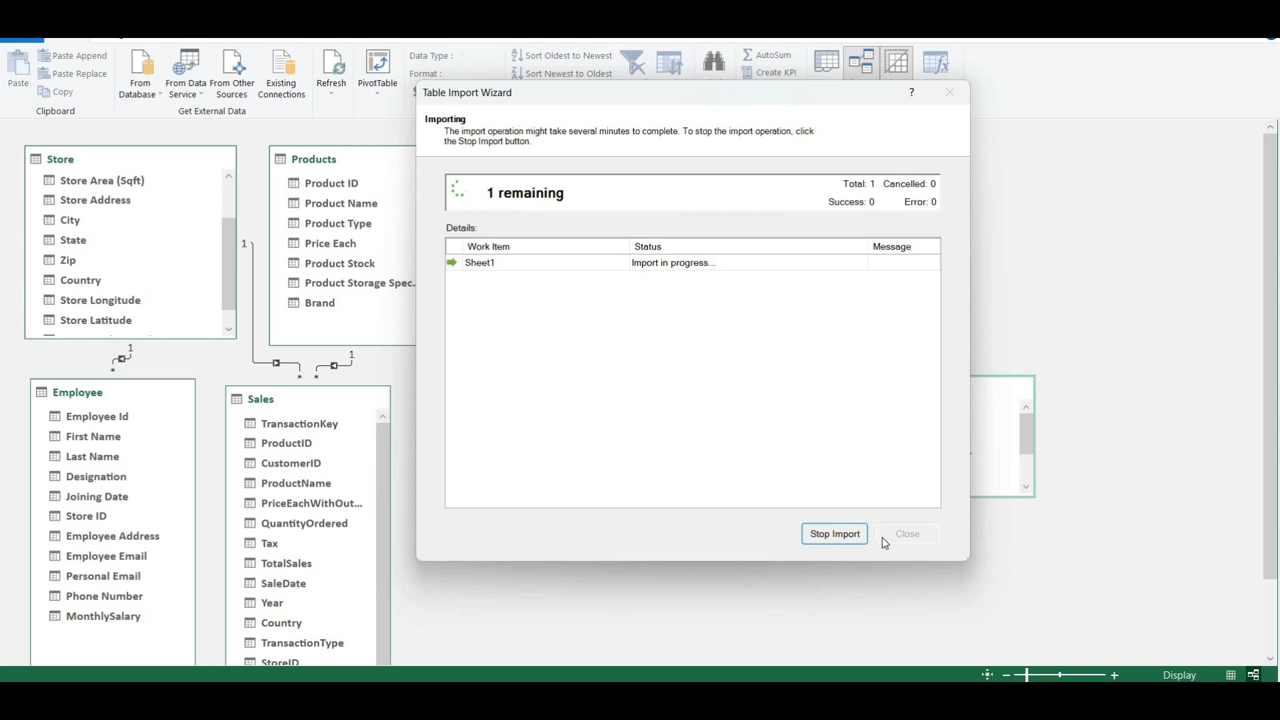 Paste
Paste Append
Paste Replace
Copy
Clipboard
From
Database
From Data
Service
From Other
Sources
Existing
Connections
Get External Data
Refresh
PivotTable
Data Type :
Format :
Sort Oldest to Newest
Sort Newest to Oldest
AutoSum
Create KPI
Table Import Wizard
?
Importing
The import operation might take several minutes to complete. To stop the import operation, click
the Stop Import button.
1 remaining
Total: 1 Cancelled: 0
Success: 0 Error: 0
Details:
Work Item Status Message
Sheet1 Import in progress...
Stop Import
Close
Store
Store Area (Sqft)
Store Address
City
State
Zip
Country
Store Longitude
Store Latitude
Products
Product ID
Product Name
Product Type
Price Each
Product Stock
Product Storage Spec...
Brand
1
1
*
1
*
*
Employee
Employee Id
First Name
Last Name
Designation
Joining Date
Store ID
Employee Address
Employee Email
Personal Email
Phone Number
MonthlySalary
Sales
TransactionKey
ProductID
CustomerID
ProductName
PriceEachWithOut...
QuantityOrdered
Tax
TotalSales
SaleDate
Year
Country
TransactionType
StoreID
Display